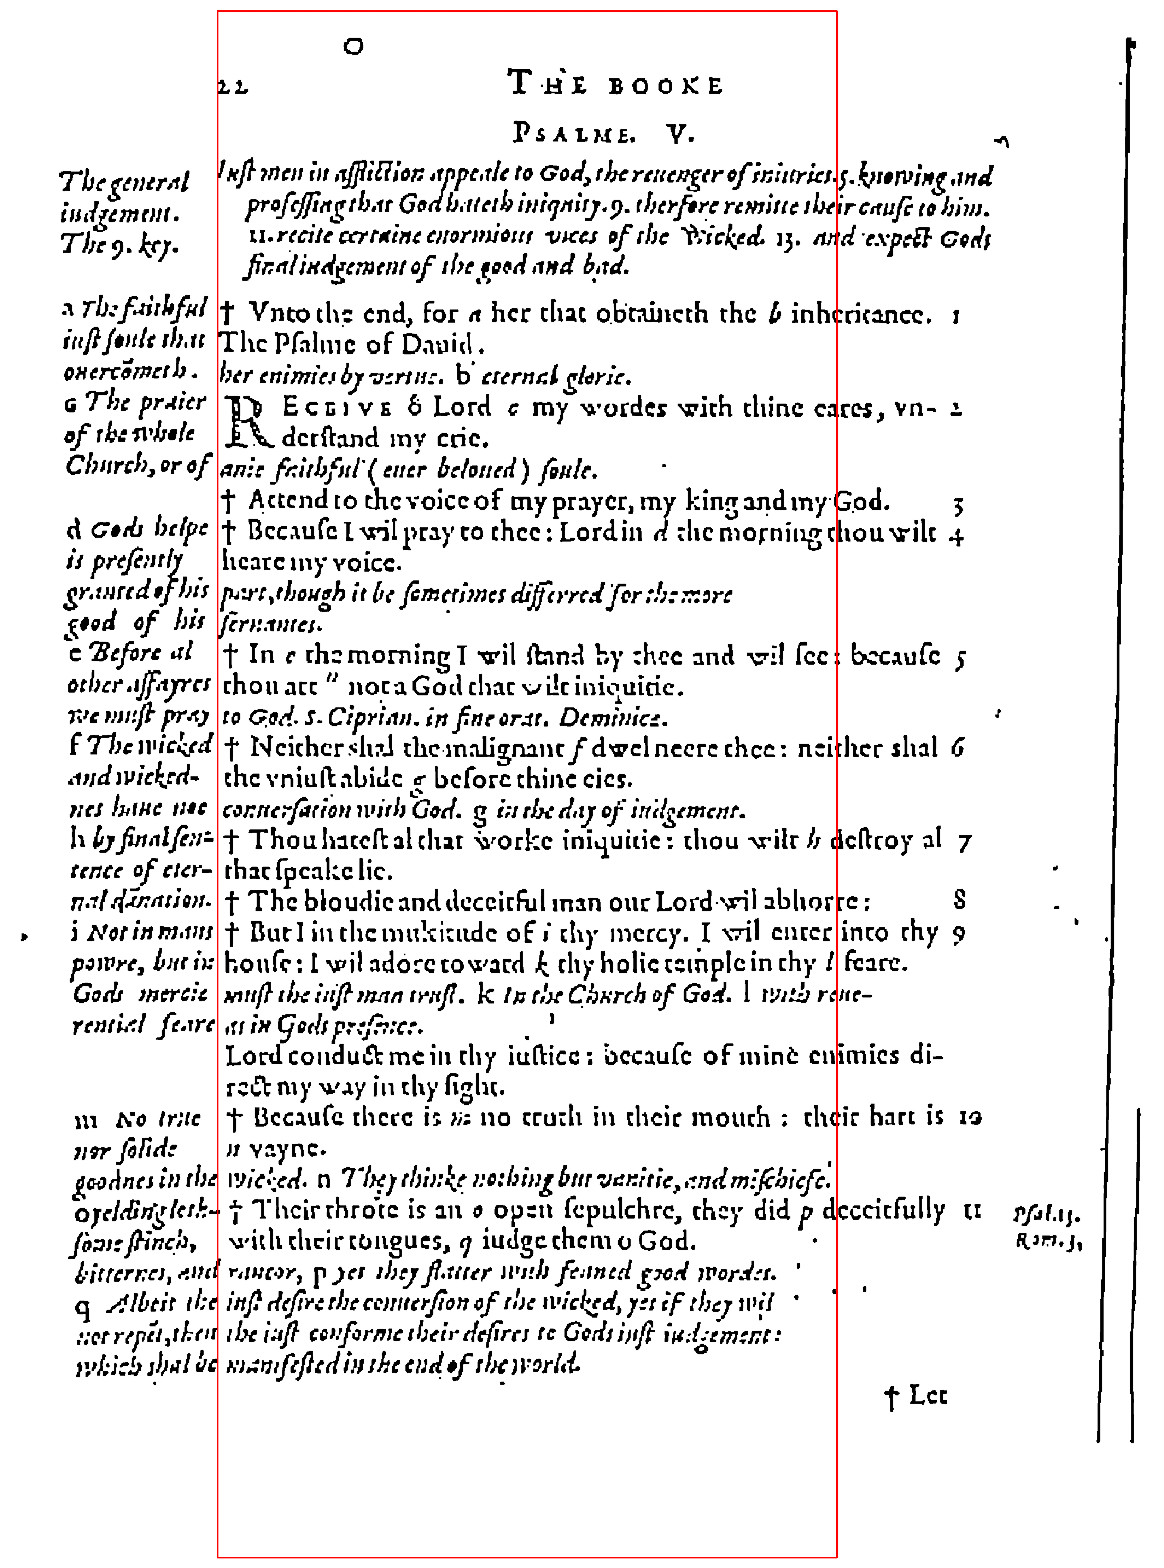 22 THE BOOKE
PSALME. V.
The general Iust men in affliction appeale to God, the reuenger of iniuries. 5. knowing and
iudgement. professing that God hateth iniquity. 9. therfore remitte their cause to him.
The 9. key. 11. recite certaine enormious vices of the Wicked. 13. and expect Gods
final iudgement of the good and bad.
a The faithful † Vnto the end, for a her that obtaineth the b inheritance. 1
iust soule that The Psalme of Dauid.
ouercōmeth. her enimies by vertue. b eternal glorie.
c The praier RECEIVE ô Lord c my wordes with thine eares, vn- 2
of the whole derstand my crie.
Church, or of anie faithful (euer beloued) soule.
† Attend to the voice of my prayer, my king and my God. 3
d Gods helpe † Because I wil pray to thee: Lord in d the morning thou wilt 4
is presently heare my voice.
granted of his part, though it be sometimes differred for the more
good of his seruantes.
e Before al † In e the morning I wil stand by thee and wil see: because 5
other affayres thou art " not a God that wilt iniquitie.
we must pray to God. S. Ciprian. in fine orat. Dominice.
f The wicked † Neither shal the malignant f dwel neere thee: neither shal 6
and wicked- the vniust abide g before thine eies.
nes haue noe conuersation with God. g in the day of iudgement.
h by final sen- † Thou hatest al that worke iniquitie: thou wilt h destroy al 7
tence of eter- that speake lie.
nal dānation. † The bloudie and deceitful man our Lord wil abhorre: 8
i Not in mans † But I in the multitude of i thy mercy. I wil enter into thy 9
powre, but in house: I wil adore toward k thy holie temple in thy l feare.
Gods mercie must the iust man trust. k In the Church of God. l with reue-
rential feare as in Gods presence.
Lord conduct me in thy iustice: because of mine enimies di-
rect my way in thy sight.
m No true † Because there is m no truth in their mouth: their hart is 10
nor solide n vayne.
goodnes in the wicked. n They thinke nothing but vanitie, and mischiefe.
o yelding loth- † Their throte is an o open sepulchre, they did p deceitfully 11 Psal. 13.
some stinch, with their tongues, q iudge them o God. Rom. 3,
bitternes, and rancor, p yet they flatter with feaned good wordes.
q Albeit the iust desire the conuersion of the wicked, yet if they wil
not repēt, then the iust conforme their desires to Gods iust iudgement:
which shal be manifested in the end of the world.
† Let